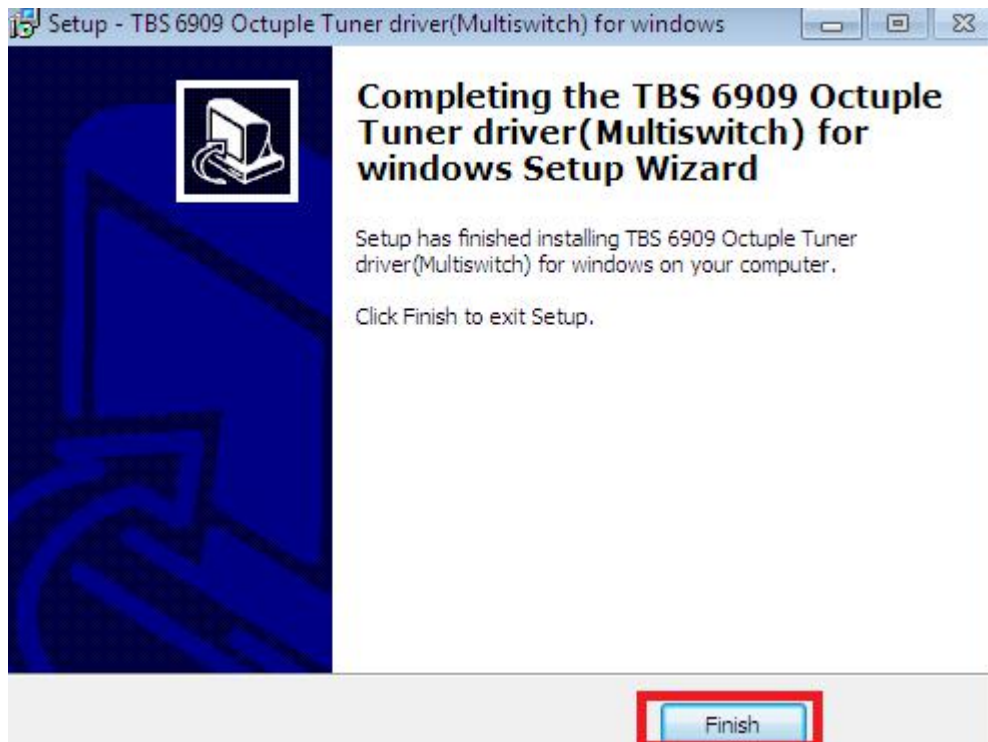 Setup - TBS 6909 Octuple Tuner driver(Multiswitch) for windows
Completing the TBS 6909 Octuple
Tuner driver(Multiswitch) for
windows Setup Wizard
Setup has finished installing TBS 6909 Octuple Tuner
driver(Multiswitch) for windows on your computer.
Click Finish to exit Setup.
Finish